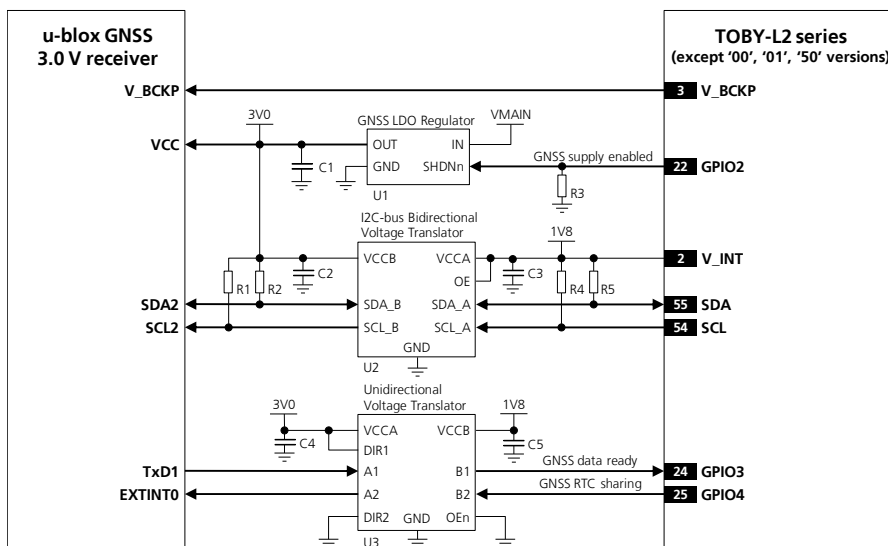 u-blox GNSS
3.0 V receiver
TOBY-L2 series
(except ‘00’, ‘01’, ‘50’ versions)
V_BCKP
3 V_BCKP
3V0
GNSS LDO Regulator
VMAIN
VCC
OUT
IN
GND
SHDNn
GNSS supply enabled
22 GPIO2
C1
R3
U1
I2C-bus Bidirectional
Voltage Translator
1V8
VCCB
VCCA
2 V_INT
OE
C2
C3
R1
R2
R4
R5
SDA2
SDA_B
SDA_A
55 SDA
SCL2
SCL_B
SCL_A
54 SCL
GND
U2
Unidirectional
Voltage Translator
3V0
1V8
VCCA
VCCB
C4
DIR1
C5
TxD1
A1
B1
GNSS data ready
24 GPIO3
EXTINT0
A2
B2
GNSS RTC sharing
25 GPIO4
DIR2
GND
OEn
U3